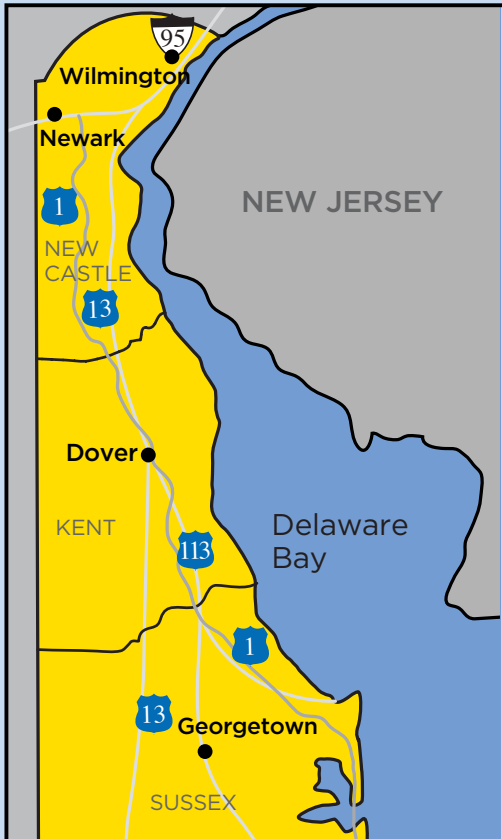 95
Wilmington
Newark
NEW JERSEY
1
NEW
CASTLE
13
Dover
KENT
Delaware
Bay
113
1
13
Georgetown
SUSSEX